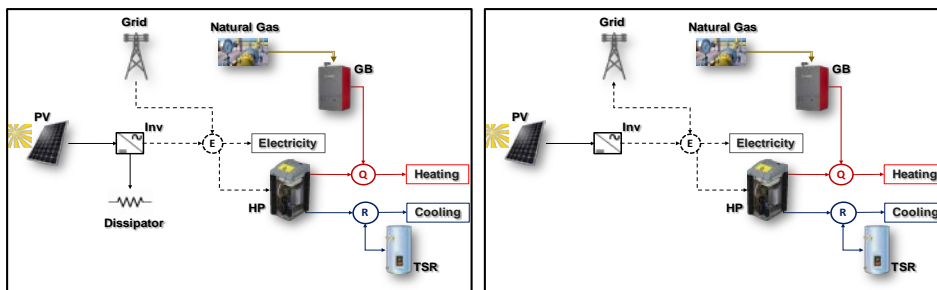 Grid
Natural Gas
GB
PV
Inv
Electricity
Q
Heating
HP
R
Cooling
Dissipator
TSR
Grid
Natural Gas
GB
PV
Inv
E
Electricity
Q
Heating
HP
R
Cooling
TSR